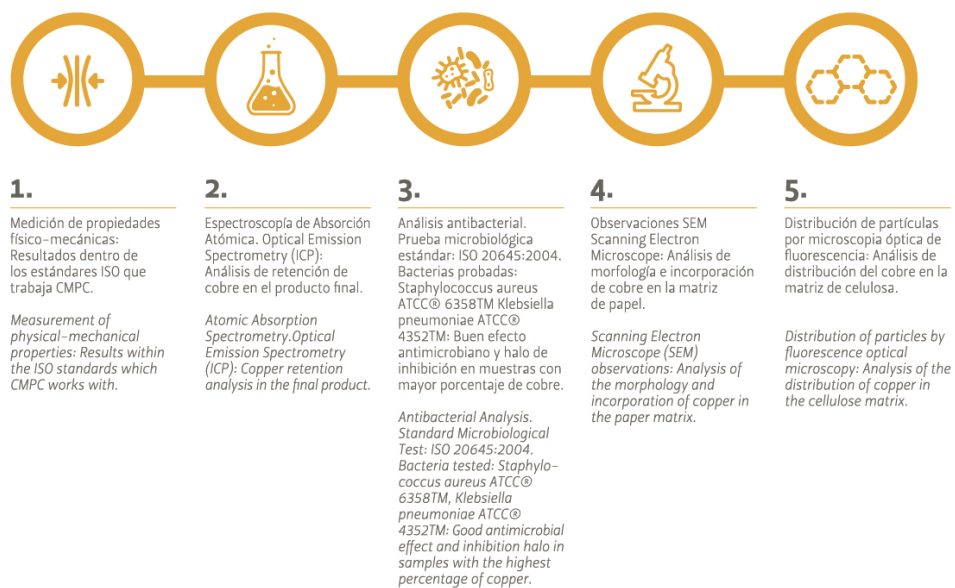 1.
Medición de propiedades
físico-mecánicas:
Resultados dentro de
los estándares ISO que
trabaja CMPC.
Measurement of
physical-mechanical
properties: Results within
the ISO standards which
CMPC works with.
2.
Espectroscopía de Absorción
Atómica. Optical Emission
Spectrometry (ICP):
Análisis de retención de
cobre en el producto final.
Atomic Absorption
Spectrometry.Optical
Emission Spectrometry
(ICP): Copper retention
analysis in the final product.
3.
Análisis antibacterial.
Prueba microbiológica
estándar: ISO 20645:2004.
Bacterias probadas:
Staphylococcus aureus
ATCC® 6358TM Klebsiella
pneumoniae ATCC®
4352TM: Buen efecto
antimicrobiano y halo de
inhibición en muestras con
mayor porcentaje de cobre.
Antibacterial Analysis.
Standard Microbiological
Test: ISO 20645:2004.
Bacteria tested: Staphylo-
coccus aureus ATCC®
6358TM, Klebsiella
pneumoniae ATCC®
4352TM: Good antimicrobial
effect and inhibition halo in
samples with the highest
percentage of copper.
4.
Observaciones SEM
Scanning Electron
Microscope: Análisis de
morfología e incorporación
de cobre en la matriz
de papel.
Scanning Electron
Microscope (SEM)
observations: Analysis of
the morphology and
incorporation of copper in
the paper matrix.
5.
Distribución de partículas
por microscopia óptica de
fluorescencia: Análisis de
distribución del cobre en la
matriz de celulosa.
Distribution of particles by
fluorescence optical
microscopy: Analysis of the
distribution of copper in
the cellulose matrix.